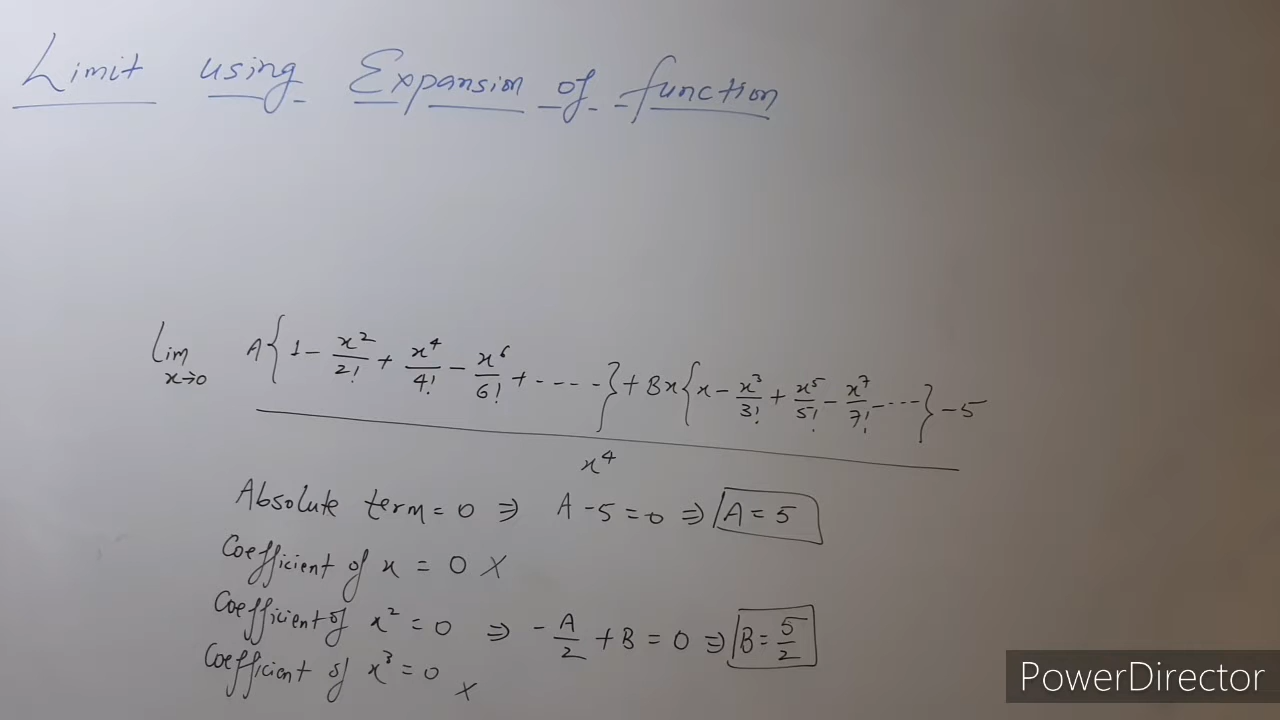 Limit using Expansion of function
lim x→0 A{1 - x²/2! + x⁴/4! - x⁶/6! + ----} + Bx{x - x³/3! + x⁵/5! - x⁷/7! ---} - 5
x⁴
Absolute term = 0 ⇒ A - 5 = 0 ⇒ A = 5
Coefficient of x = 0 ×
Coefficient of x² = 0 ⇒ - A/2 + B = 0 ⇒ B = 5/2
Coefficient of x³ = 0 ×
PowerDirector